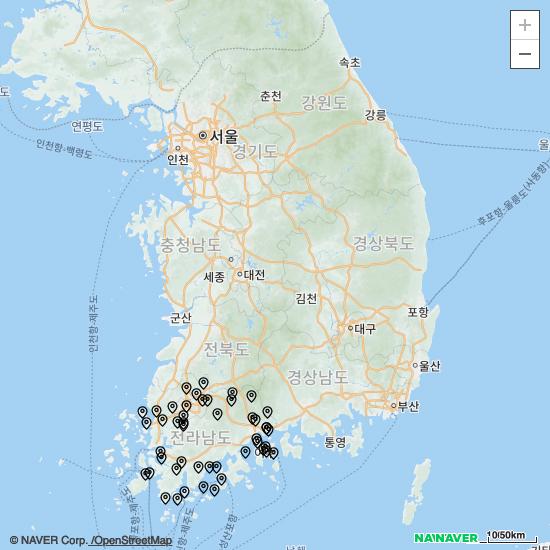 +
−
속초
춘천
강원도
강릉
도
연평도
서울
인천
경기도
울
인천항-백령도
후포항-울릉도(사동항)
충청남도
경상북도
세종
대전
김천
인천항-제주도
군산
포항
대구
전북도
울산
경상남도
부산
전라남도
통영
NAVER
10/50km
© NAVER Corp. /OpenStreetMap